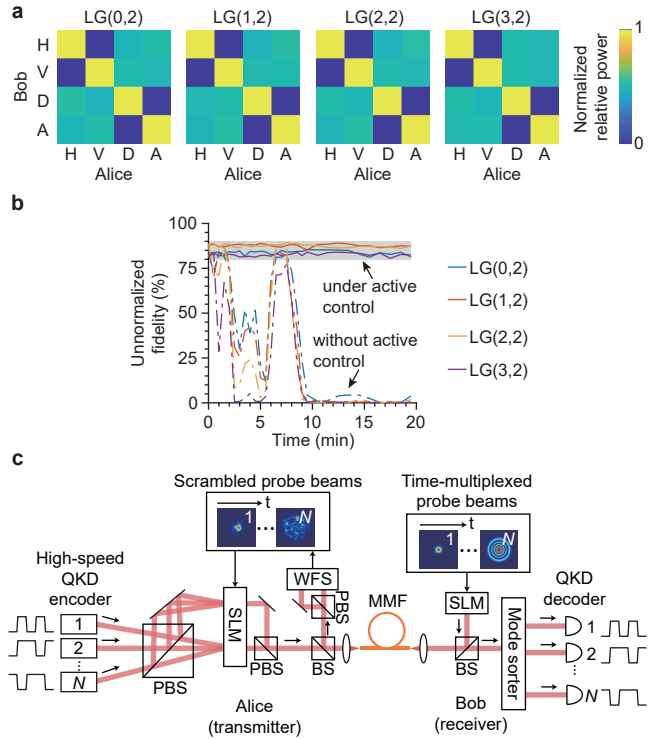 a
LG(0,2) LG(1,2) LG(2,2) LG(3,2)
Bob
H
V
D
A
H V D A H V D A H V D A H V D A
Alice Alice Alice Alice
Normalized
relative power
1
0
b
Unnormalized
fidelity (%)
100
75
50
25
0
0 5 10 15 20
Time (min)
under active
control
without active
control
LG(0,2)
LG(1,2)
LG(2,2)
LG(3,2)
c
Scrambled probe beams
t
1 ... N
Time-multiplexed
probe beams
t
1 ... N
High-speed
QKD
encoder
1
2
N
PBS
SLM
PBS
WFS
PBS
BS
MMF
SLM
BS
Mode sorter
QKD
decoder
1
2
N
Alice
(transmitter)
Bob
(receiver)